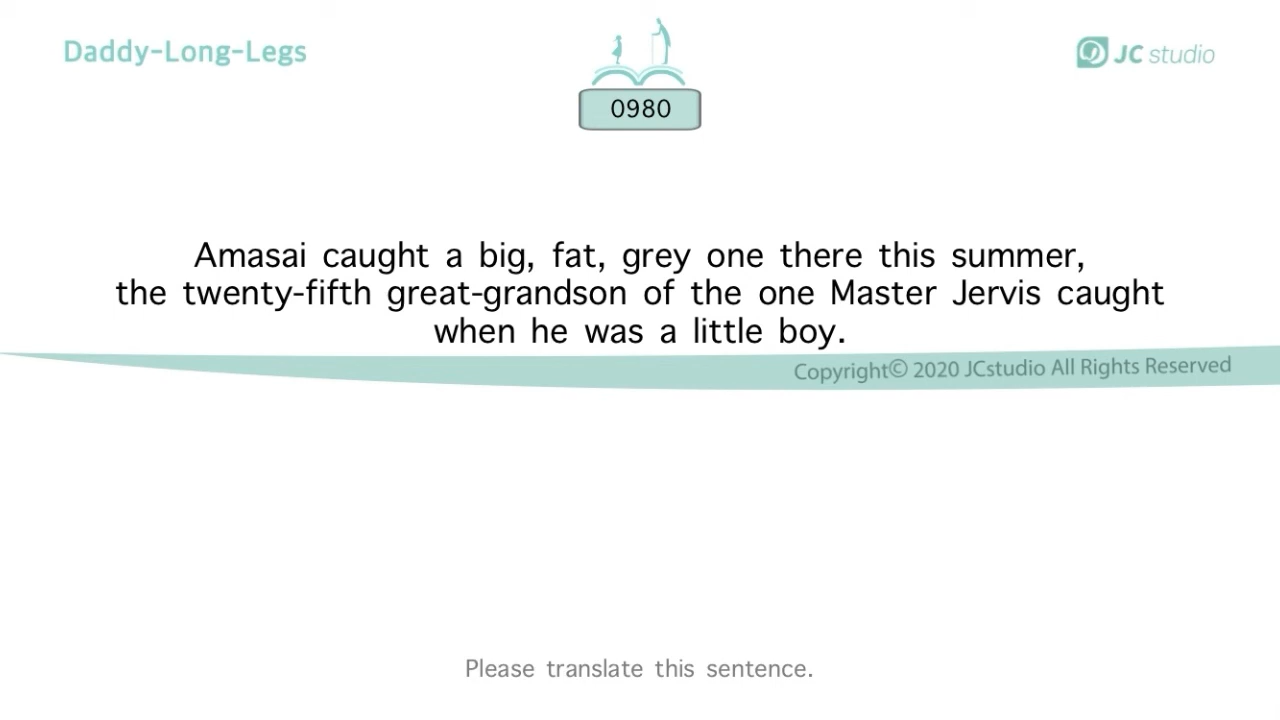 Daddy-Long-Legs
JC studio
0980
Amasai caught a big, fat, grey one there this summer,
the twenty-fifth great-grandson of the one Master Jervis caught
when he was a little boy.
Copyright© 2020 JCstudio All Rights Reserved
Please translate this sentence.